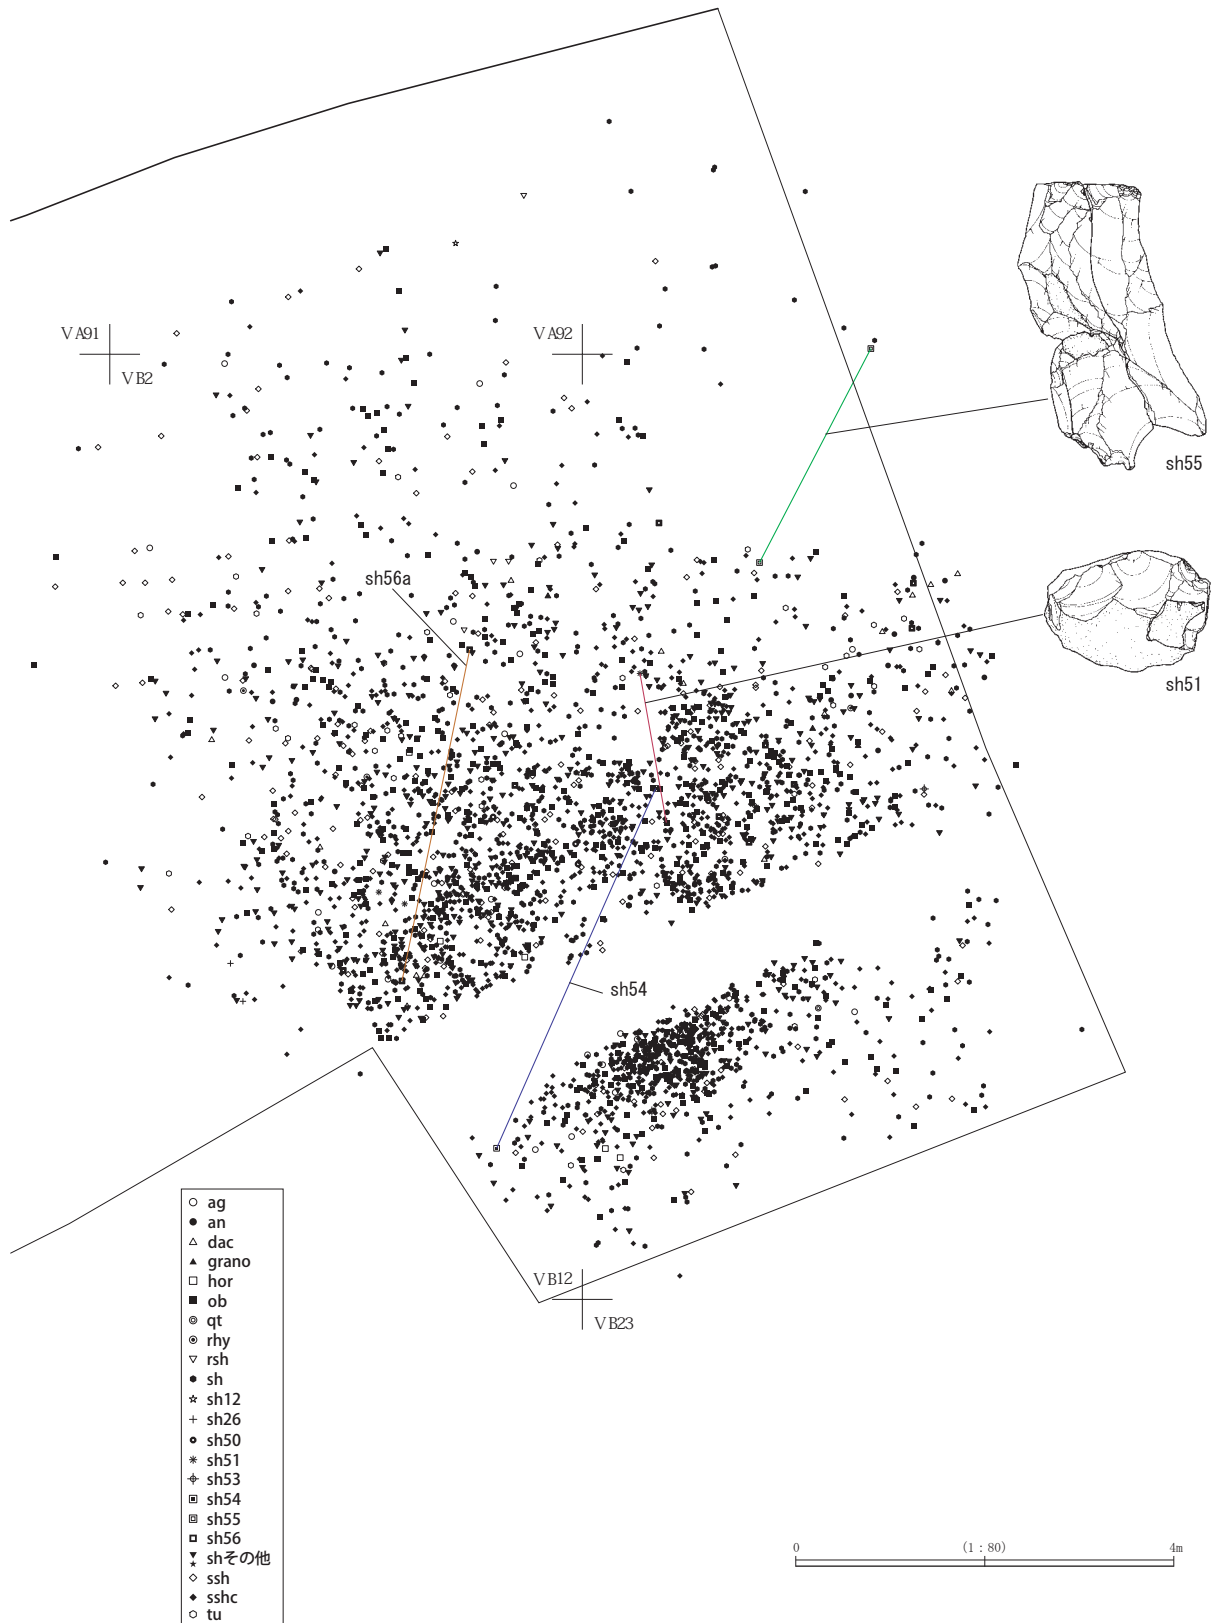 VA91
VB2
VA92
sh55
sh56a
sh51
sh54
VB12
VB23
ag
an
dac
grano
hor
ob
qt
rhy
rsh
sh
sh12
sh26
sh50
sh51
sh53
sh54
sh55
sh56
shその他
ssh
sshc
tu
0 (1：80) 4m